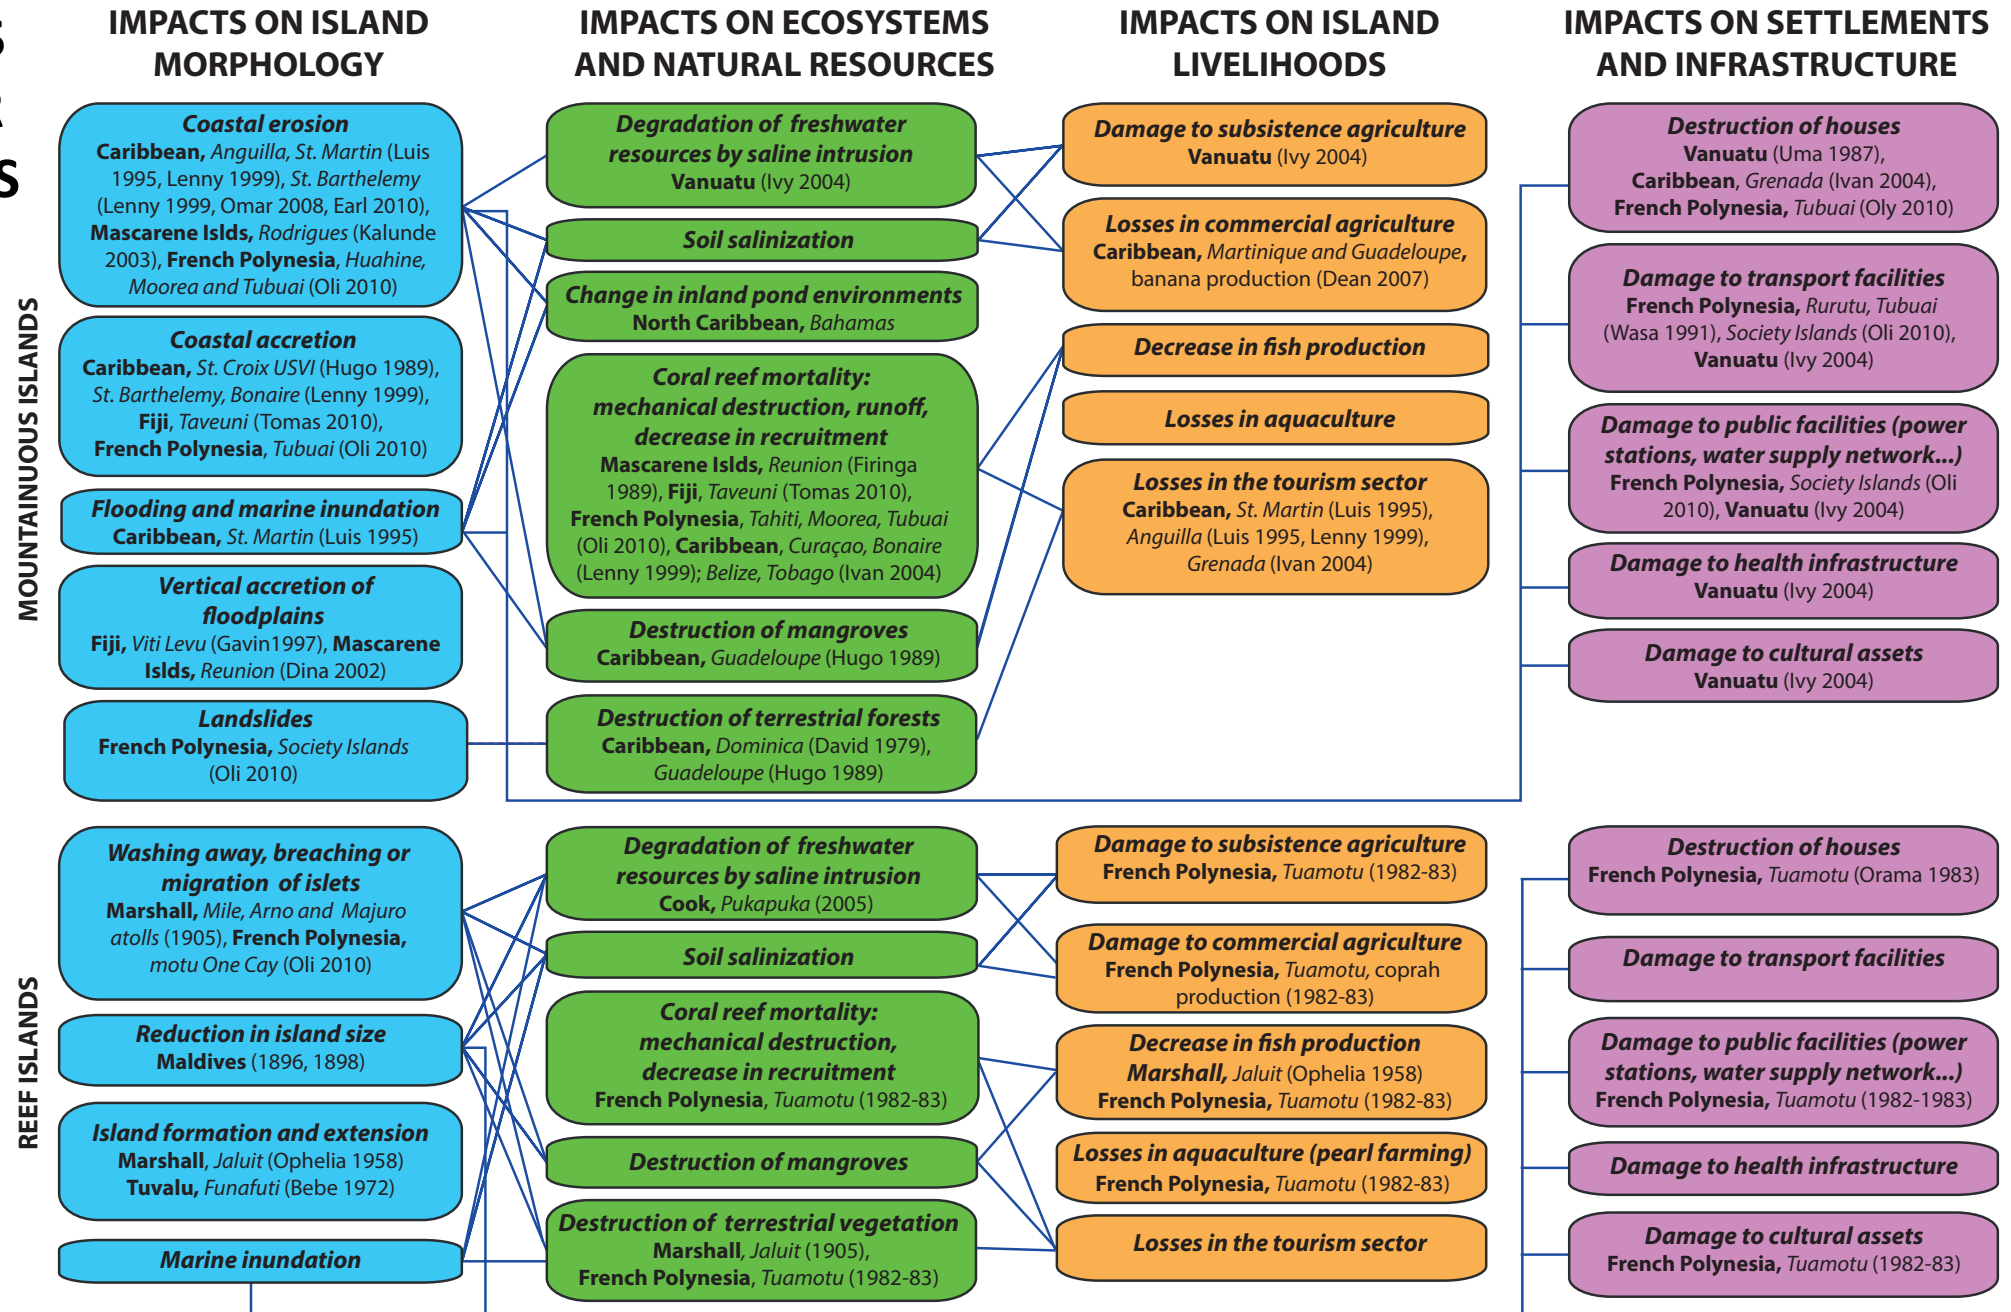 IMPACTS ON ISLAND
MORPHOLOGY
IMPACTS ON ECOSYSTEMS
AND NATURAL RESOURCES
IMPACTS ON ISLAND
LIVELIHOODS
IMPACTS ON SETTLEMENTS
AND INFRASTRUCTURE
S
MOUNTAINUOUS ISLANDS
Coastal erosion
Caribbean, Anguilla, St. Martin (Luis
1995, Lenny 1999), St. Barthelemy
(Lenny 1999, Omar 2008, Earl 2010),
Mascarene Islds, Rodrigues (Kalunde
2003), French Polynesia, Huahine,
Moorea and Tubuai (Oli 2010)
Coastal accretion
Caribbean, St. Croix USVI (Hugo 1989),
St. Barthelemy, Bonaire (Lenny 1999),
Fiji, Taveuni (Tomas 2010),
French Polynesia, Tubuai (Oli 2010)
Flooding and marine inundation
Caribbean, St. Martin (Luis 1995)
Vertical accretion of
floodplains
Fiji, Viti Levu (Gavin1997), Mascarene
Islds, Reunion (Dina 2002)
Landslides
French Polynesia, Society Islands
(Oli 2010)
Degradation of freshwater
resources by saline intrusion
Vanuatu (Ivy 2004)
Soil salinization
Change in inland pond environments
North Caribbean, Bahamas
Coral reef mortality:
mechanical destruction, runoff,
decrease in recruitment
Mascarene Islds, Reunion (Firinga
1989), Fiji, Taveuni (Tomas 2010),
French Polynesia, Tahiti, Moorea, Tubuai
(Oli 2010), Caribbean, Curaçao, Bonaire
(Lenny 1999); Belize, Tobago (Ivan 2004)
Destruction of mangroves
Caribbean, Guadeloupe (Hugo 1989)
Destruction of terrestrial forests
Caribbean, Dominica (David 1979),
Guadeloupe (Hugo 1989)
Damage to subsistence agriculture
Vanuatu (Ivy 2004)
Losses in commercial agriculture
Caribbean, Martinique and Guadeloupe,
banana production (Dean 2007)
Decrease in fish production
Losses in aquaculture
Losses in the tourism sector
Caribbean, St. Martin (Luis 1995),
Anguilla (Luis 1995, Lenny 1999),
Grenada (Ivan 2004)
Destruction of houses
Vanuatu (Uma 1987),
Caribbean, Grenada (Ivan 2004),
French Polynesia, Tubuai (Oly 2010)
Damage to transport facilities
French Polynesia, Rurutu, Tubuai
(Wasa 1991), Society Islands (Oli 2010),
Vanuatu (Ivy 2004)
Damage to public facilities (power
stations, water supply network...)
French Polynesia, Society Islands (Oli
2010), Vanuatu (Ivy 2004)
Damage to health infrastructure
Vanuatu (Ivy 2004)
Damage to cultural assets
Vanuatu (Ivy 2004)
REEF ISLANDS
Washing away, breaching or
migration of islets
Marshall, Mile, Arno and Majuro
atolls (1905), French Polynesia,
motu One Cay (Oli 2010)
Reduction in island size
Maldives (1896, 1898)
Island formation and extension
Marshall, Jaluit (Ophelia 1958)
Tuvalu, Funafuti (Bebe 1972)
Marine inundation
Degradation of freshwater
resources by saline intrusion
Cook, Pukapuka (2005)
Soil salinization
Coral reef mortality:
mechanical destruction,
decrease in recruitment
French Polynesia, Tuamotu (1982-83)
Destruction of mangroves
Destruction of terrestrial vegetation
Marshall, Jaluit (1905),
French Polynesia, Tuamotu (1982-83)
Damage to subsistence agriculture
French Polynesia, Tuamotu (1982-83)
Damage to commercial agriculture
French Polynesia, Tuamotu, coprah
production (1982-83)
Decrease in fish production
Marshall, Jaluit (Ophelia 1958)
French Polynesia, Tuamotu (1982-83)
Losses in aquaculture (pearl farming)
French Polynesia, Tuamotu (1982-83)
Losses in the tourism sector
Destruction of houses
French Polynesia, Tuamotu (Orama 1983)
Damage to transport facilities
Damage to public facilities (power
stations, water supply network...)
French Polynesia, Tuamotu (1982-1983)
Damage to health infrastructure
Damage to cultural assets
French Polynesia, Tuamotu (1982-83)